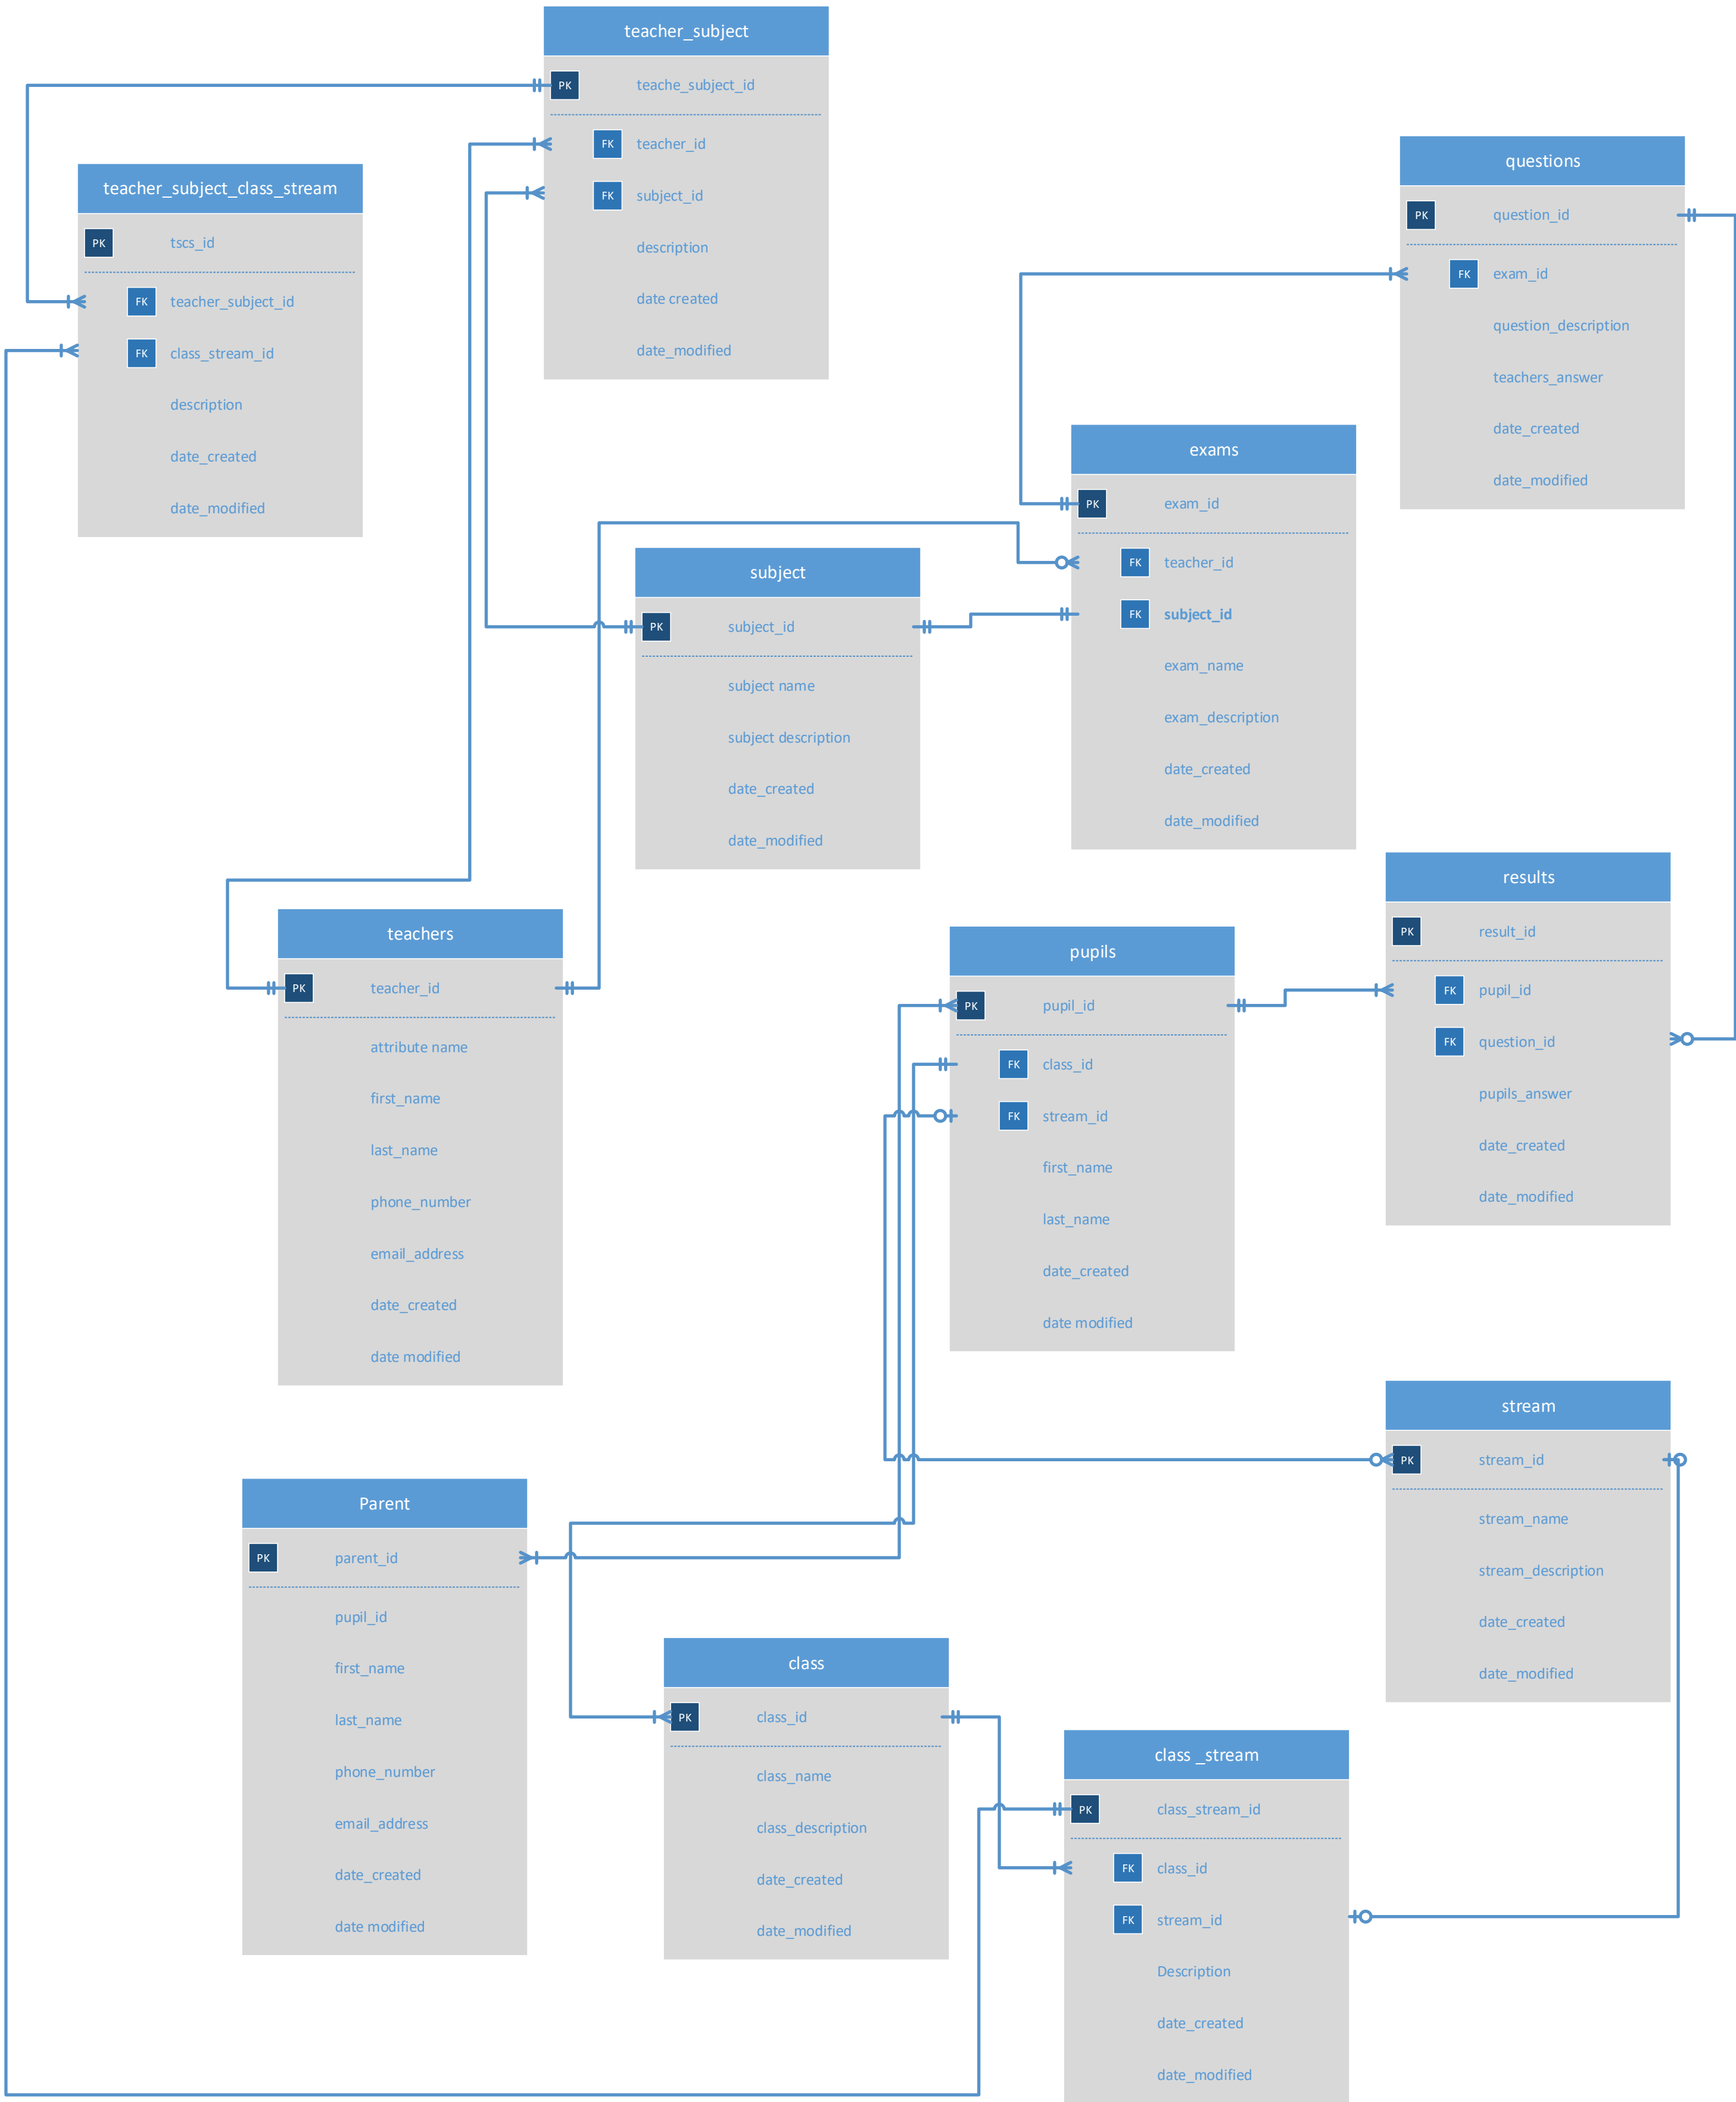 teacher_subject
PK teache_subject_id
FK teacher_id
FK subject_id
description
date created
date_modified
teacher_subject_class_stream
PK tscs_id
FK teacher_subject_id
FK class_stream_id
description
date_created
date_modified
questions
PK question_id
FK exam_id
question_description
teachers_answer
date_created
date_modified
exams
PK exam_id
FK teacher_id
FK subject_id
exam_name
exam_description
date_created
date_modified
subject
PK subject_id
subject name
subject description
date_created
date_modified
results
PK result_id
FK pupil_id
FK question_id
pupils_answer
date_created
date_modified
teachers
PK teacher_id
attribute name
first_name
last_name
phone_number
email_address
date_created
date modified
pupils
PK pupil_id
FK class_id
FK stream_id
first_name
last_name
date_created
date modified
stream
PK stream_id
stream_name
stream_description
date_created
date_modified
Parent
PK parent_id
pupil_id
first_name
last_name
phone_number
email_address
date_created
date modified
class
PK class_id
class_name
class_description
date_created
date_modified
class _stream
PK class_stream_id
FK class_id
FK stream_id
Description
date_created
date_modified